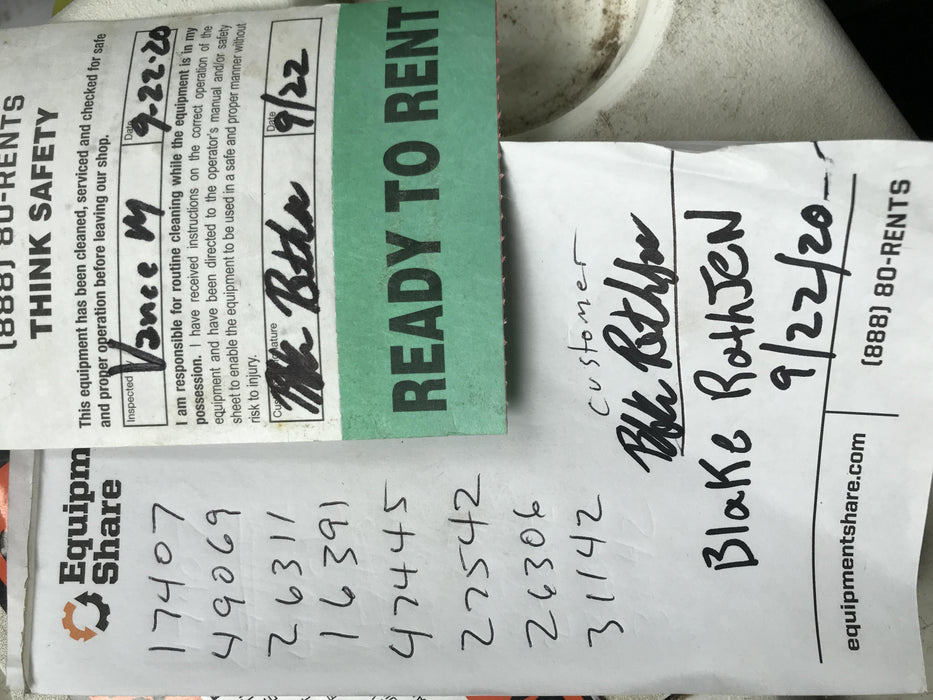 (888) 80-RENTS
THINK SAFETY
This equipment has been cleaned, serviced and checked for safe
and proper operation before leaving our shop.
Inspected
Vance M
Date
9-22-20
I am responsible for routine cleaning while the equipment is in my
possession. I have received instructions on the correct operation of the
equipment and have been directed to the operator's manual and/or safety
sheet to enable the equipment to be used in a safe and proper manner without
risk to injury.
Date
9/22
READY TO RENT
Equipm
Share
17407
49069
26311
16391
47445
27542
26306
31142
customer
Blake Rathjen
9/22/20
equipmentshare.com
(888) 80-RENTS